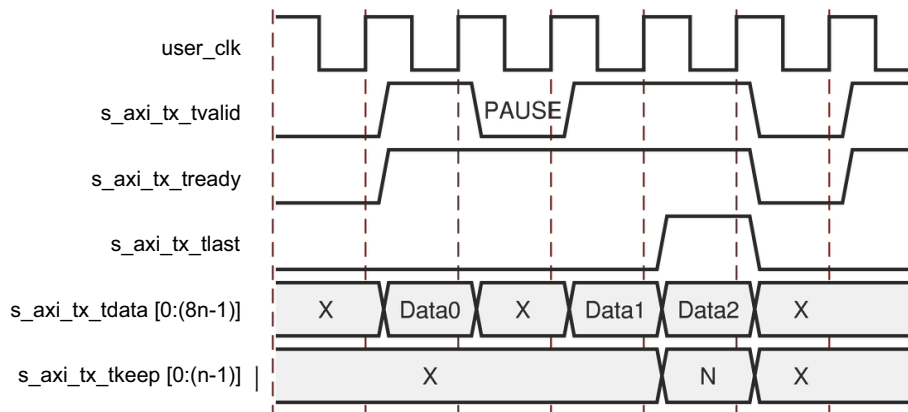 user_clk
s_axi_tx_tvalid PAUSE
s_axi_tx_tready
s_axi_tx_tlast
s_axi_tx_tdata [0:(8n-1)] X Data0 X Data1 Data2 X
s_axi_tx_tkeep [0:(n-1)] | X N X